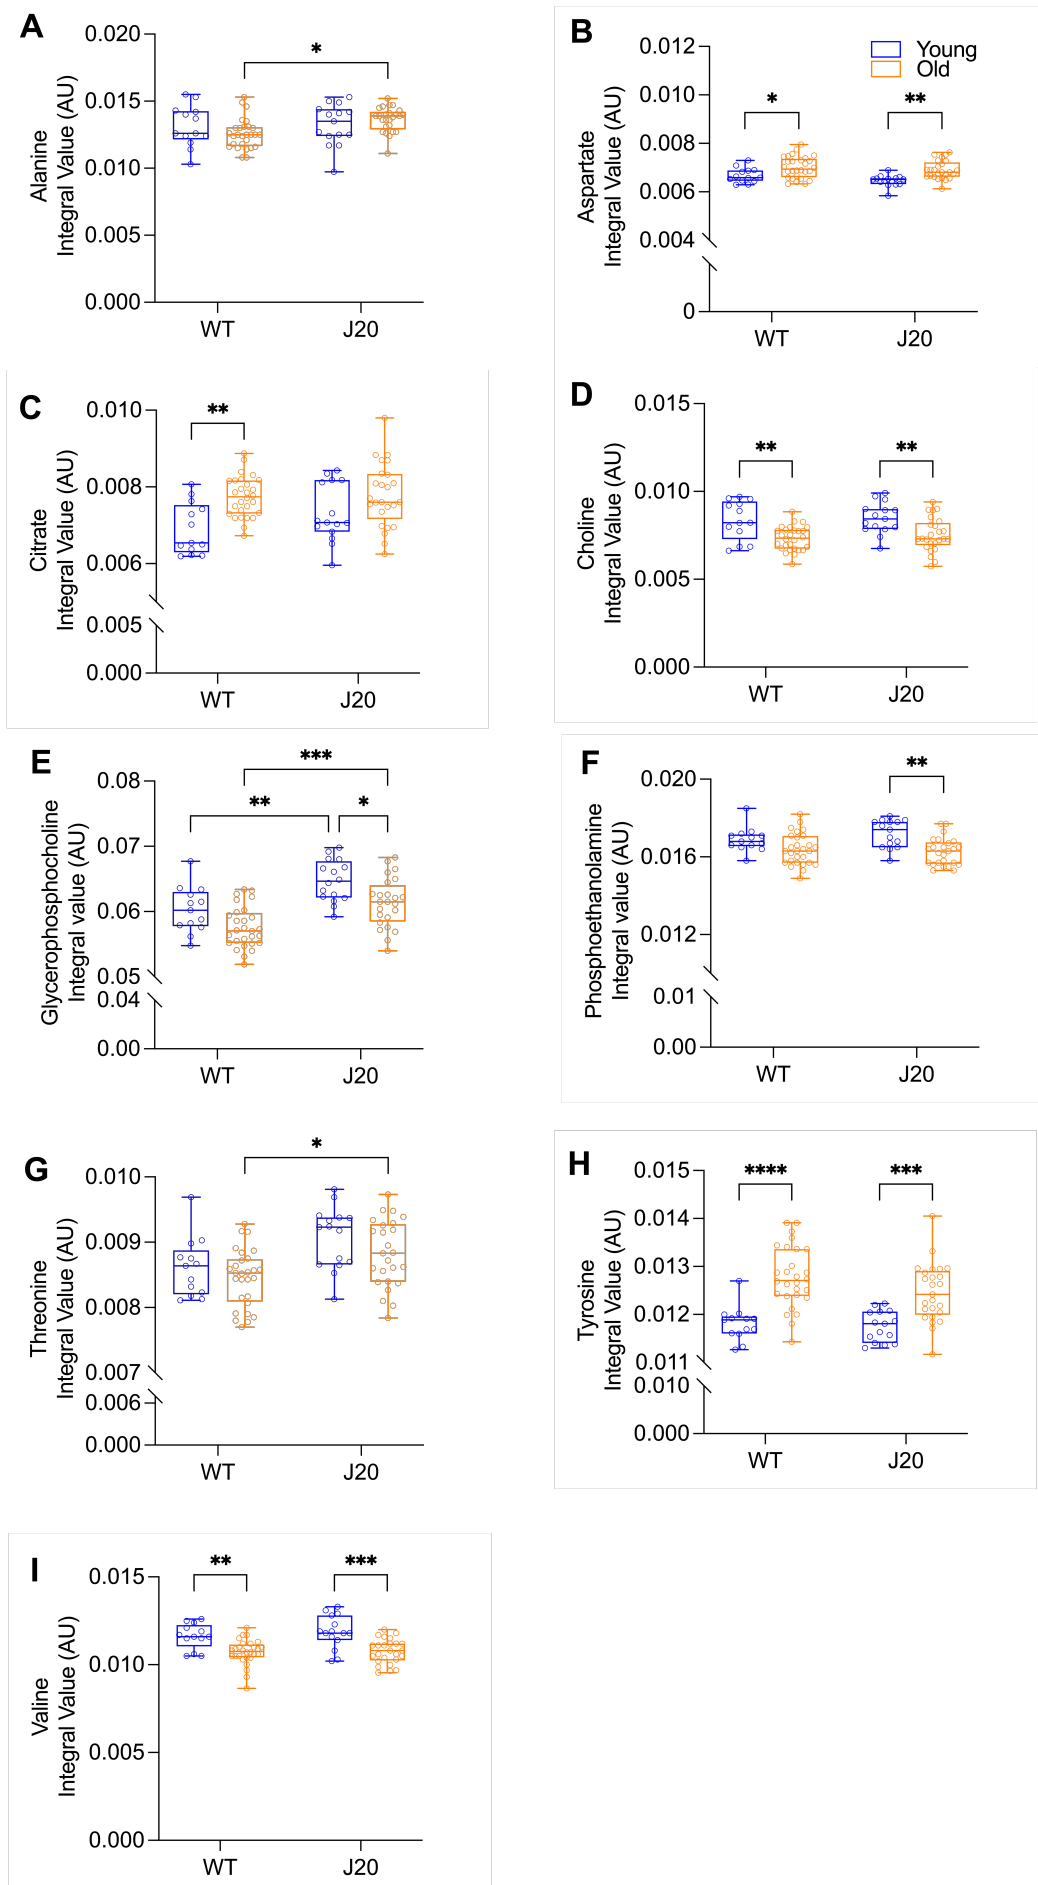 A
0.020
0.015
0.010
0.005
0.000
Alanine
Integral Value (AU)
*
WT
J20
B
0.012
0.010
0.008
0.006
0.004
0
Aspartate
Integral Value (AU)
Young
Old
*
**
WT
J20
C
0.010
0.008
0.006
0.005
0.000
Citrate
Integral Value (AU)
**
WT
J20
D
0.015
0.010
0.005
0.000
Choline
Integral Value (AU)
**
**
WT
J20
E
0.08
0.07
0.06
0.05
0.04
0.00
Glycerophosphocholine
Integral value (AU)
***
**
*
WT
J20
F
0.020
0.016
0.012
0.01
0.00
Phosphoethanolamine
Integral value (AU)
**
WT
J20
G
0.010
0.009
0.008
0.007
0.006
0.000
Threonine
Integral Value (AU)
*
WT
J20
H
0.015
0.014
0.013
0.012
0.011
0.010
0.000
Tyrosine
Integral Value (AU)
****
***
WT
J20
I
0.015
0.010
0.005
0.000
Valine
Integral Value (AU)
**
***
WT
J20